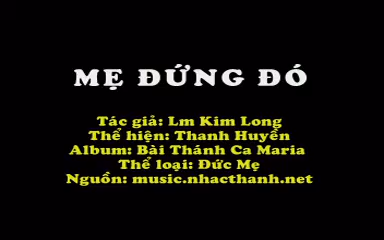 MẸ ĐỨNG ĐÓ
Tác giả: Lm Kim Long
Thể hiện: Thanh Huyền
Album: Bài Thánh Ca Maria
Thể loại: Đức Mẹ
Nguồn: music.nhacthanh.net